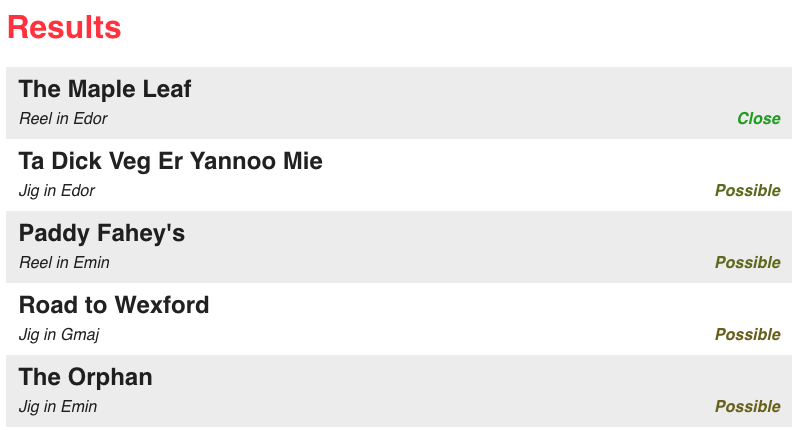 Results
The Maple Leaf
Reel in Edor
Close
Ta Dick Veg Er Yannoo Mie
Jig in Edor
Possible
Paddy Fahey's
Reel in Emin
Possible
Road to Wexford
Jig in Gmaj
Possible
The Orphan
Jig in Emin
Possible